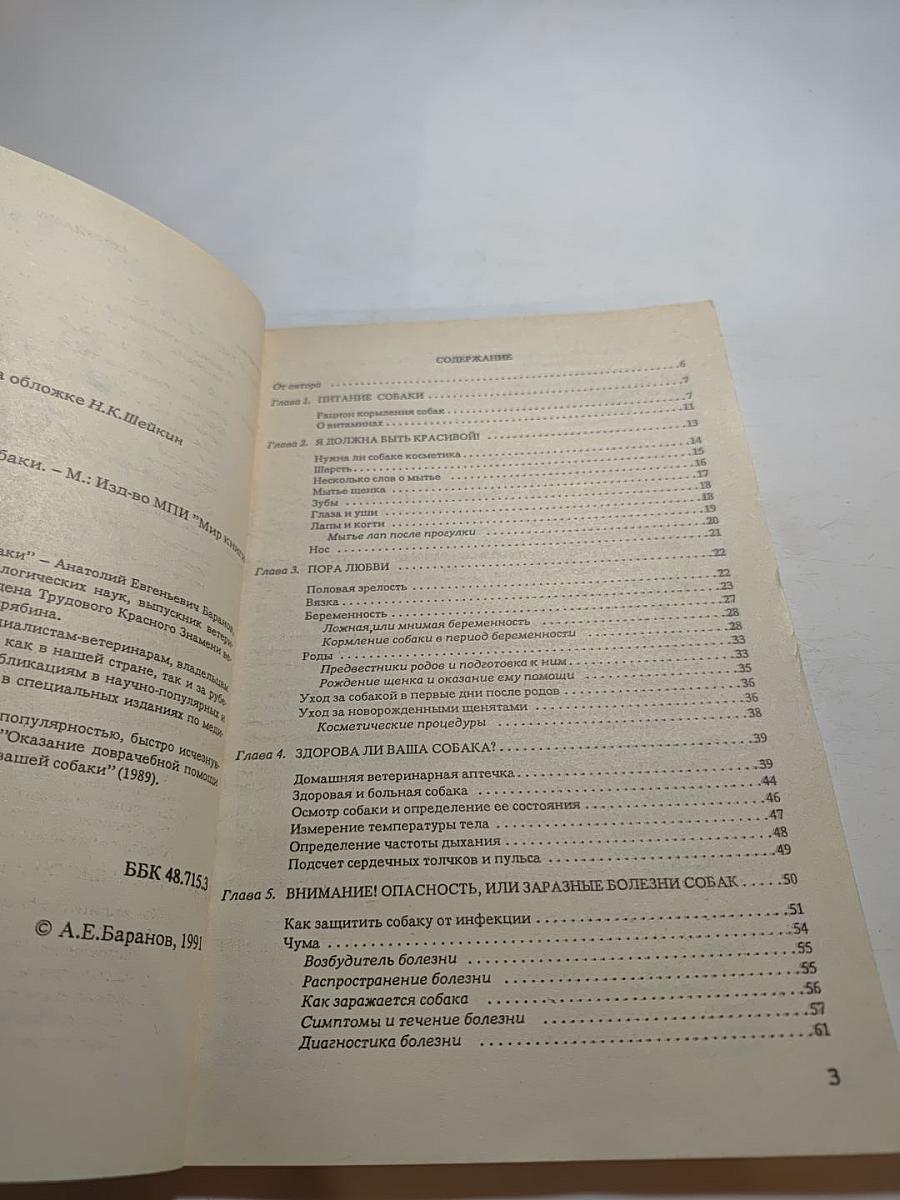 а обложке Н.К.Шейкин
баки. – М.: Изд-во МПИ "Мир книги
баки" – Анатолий Евгеньевич Баранов,
логических наук, выпускник ветери-
дена Трудового Красного Знамени ве-
рябина.
циалистам-ветеринарам, владельцам
как в нашей стране, так и за рубе-
бликациям в научно-популярных и
в специальных изданиях по меди-
популярностью, быстро исчезнув-
"Оказание доврачебной помощи
вашей собаки" (1989).
ББК 48.715.3
© А.Е.Баранов, 1991
СОДЕРЖАНИЕ
От автора ..... 6
Глава 1. ПИТАНИЕ СОБАКИ ..... 7
Рацион кормления собак ..... 7
О витаминах ..... 11
Глава 2. Я ДОЛЖНА БЫТЬ КРАСИВОЙ! ..... 13
Нужна ли собаке косметика ..... 14
Шерсть ..... 15
Несколько слов о мытье ..... 16
Мытье щенка ..... 17
Зубы ..... 18
Глаза и уши ..... 18
Лапы и когти ..... 19
Мытье лап после прогулки ..... 20
Нос ..... 21
Глава 3. ПОРА ЛЮБВИ ..... 22
Половая зрелость ..... 22
Вязка ..... 23
Беременность ..... 27
Ложная,или мнимая беременность ..... 28
Кормление собаки в период беременности ..... 28
Роды ..... 33
Предвестники родов и подготовка к ним ..... 33
Рождение щенка и оказание ему помощи ..... 35
Уход за собакой в первые дни после родов ..... 36
Уход за новорожденными щенятами ..... 36
Косметические процедуры ..... 38
Глава 4. ЗДОРОВА ЛИ ВАША СОБАКА? ..... 39
Домашняя ветеринарная аптечка ..... 39
Здоровая и больная собака ..... 44
Осмотр собаки и определение ее состояния ..... 46
Измерение температуры тела ..... 47
Определение частоты дыхания ..... 48
Подсчет сердечных толчков и пульса ..... 49
Глава 5. ВНИМАНИЕ! ОПАСНОСТЬ, ИЛИ ЗАРАЗНЫЕ БОЛЕЗНИ СОБАК ..... 50
Как защитить собаку от инфекции ..... 51
Чума ..... 54
Возбудитель болезни ..... 55
Распространение болезни ..... 55
Как заражается собака ..... 56
Симптомы и течение болезни ..... 57
Диагностика болезни ..... 61
3